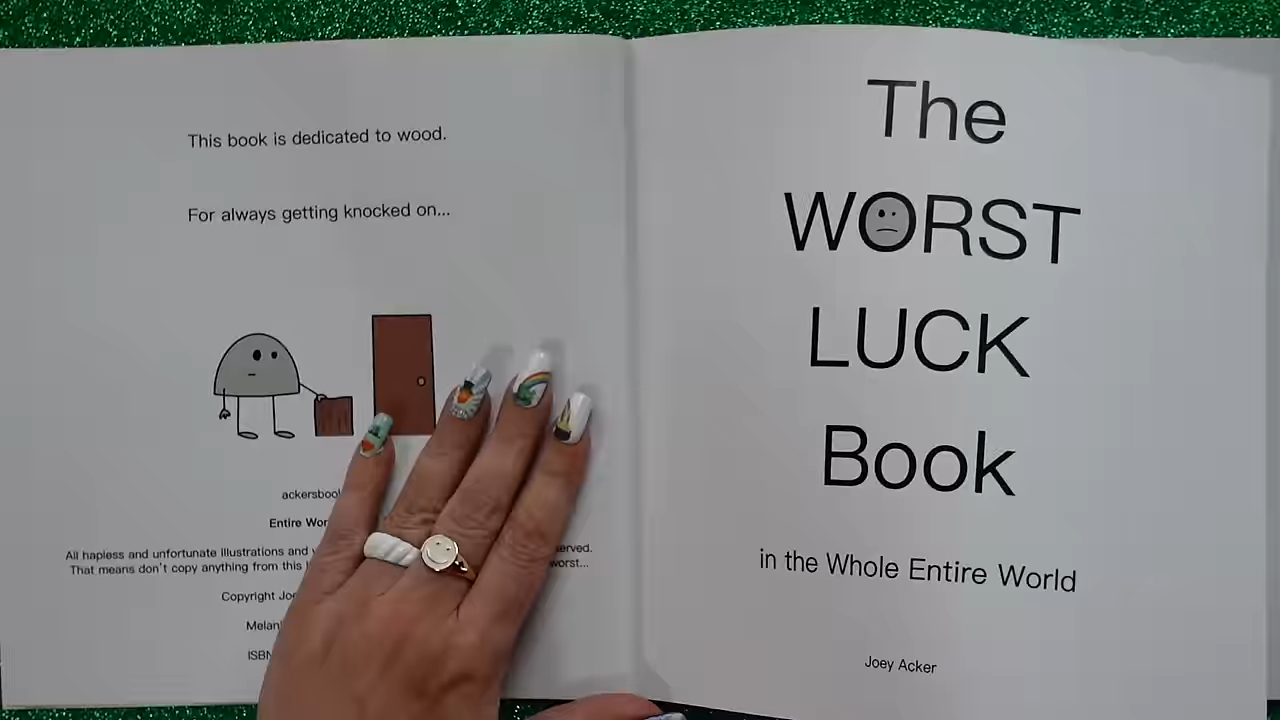 This book is dedicated to wood.
For always getting knocked on...
ackersboo
Entire Wor
All hapless and unfortunate illustrations and erved.
That means don't copy anything from this worst...
Copyright Jo
Melan
ISBN
The
WORST
LUCK
Book
in the Whole Entire World
Joey Acker